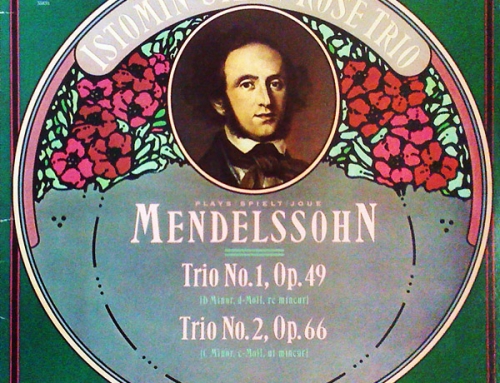 ISTOMIN ROSE TRIO
PLAYS/SPIELT/JOUE
MENDELSSOHN
Trio No.1, Op.49
[D Minor, d-Moll, ré mineur]
Trio No.2, Op.66
[C Minor, c-Moll, ut mineur]